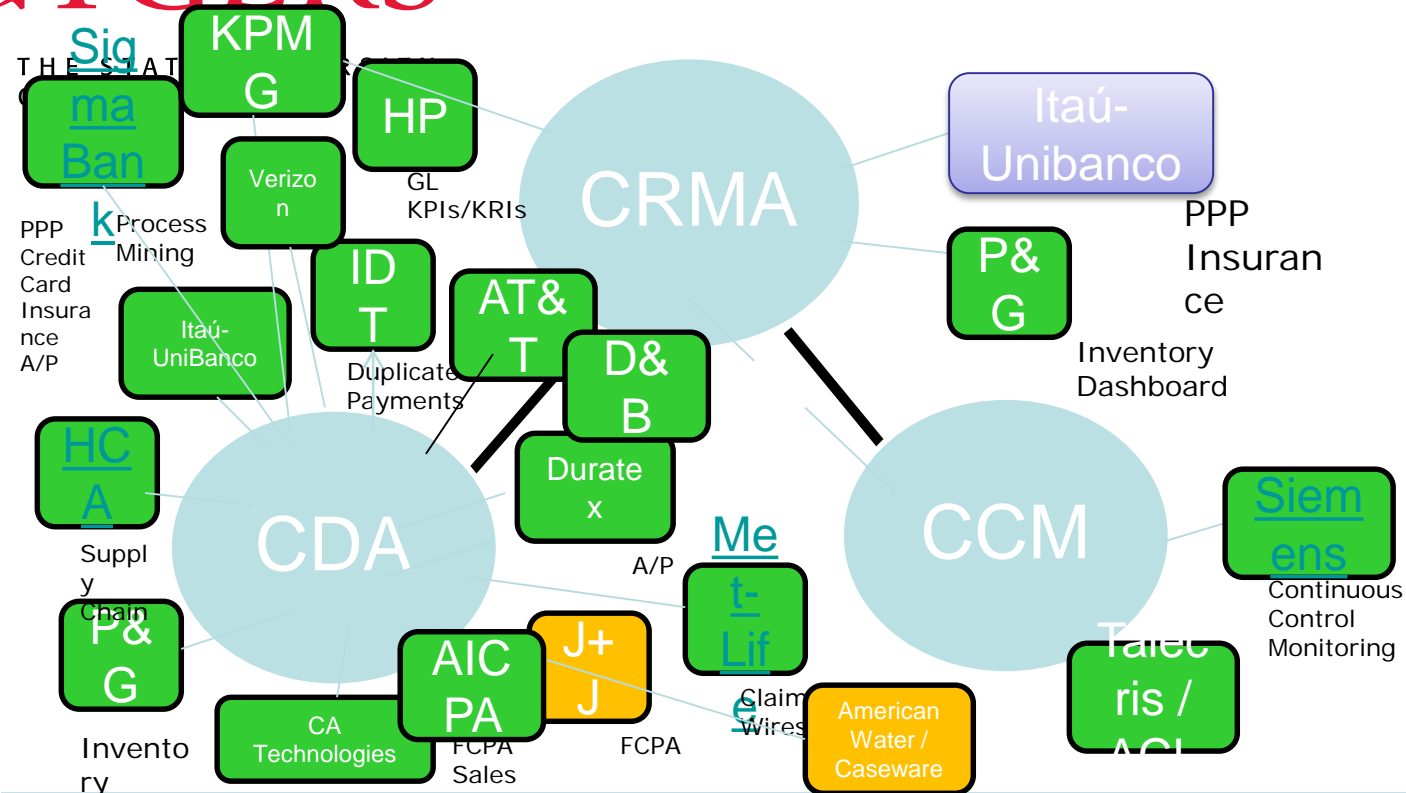 Sig
ma
Ban
k
KPM
G
HP
GL
KPIs/KRIs
Verizo
n
Process
Mining
PPP
Credit
Card
Insura
nce
A/P
Itaú-
UniBanco
ID
T
Duplicate
Payments
AT&
T
D&
B
Durate
x
A/P
CRMA
Itaú-
Unibanco
PPP
Insuran
ce
P&
G
Inventory
Dashboard
HC
A
Suppl
y
Chain
CDA
CCM
Siem
ens
Continuous
Control
Monitoring
P&
G
Invento
ry
CA
Technologies
AIC
PA
FCPA
Sales
J+
J
FCPA
Me
t-
Lif
e
Claim
Wires
American
Water /
Caseware
Talec
ris /
ACL